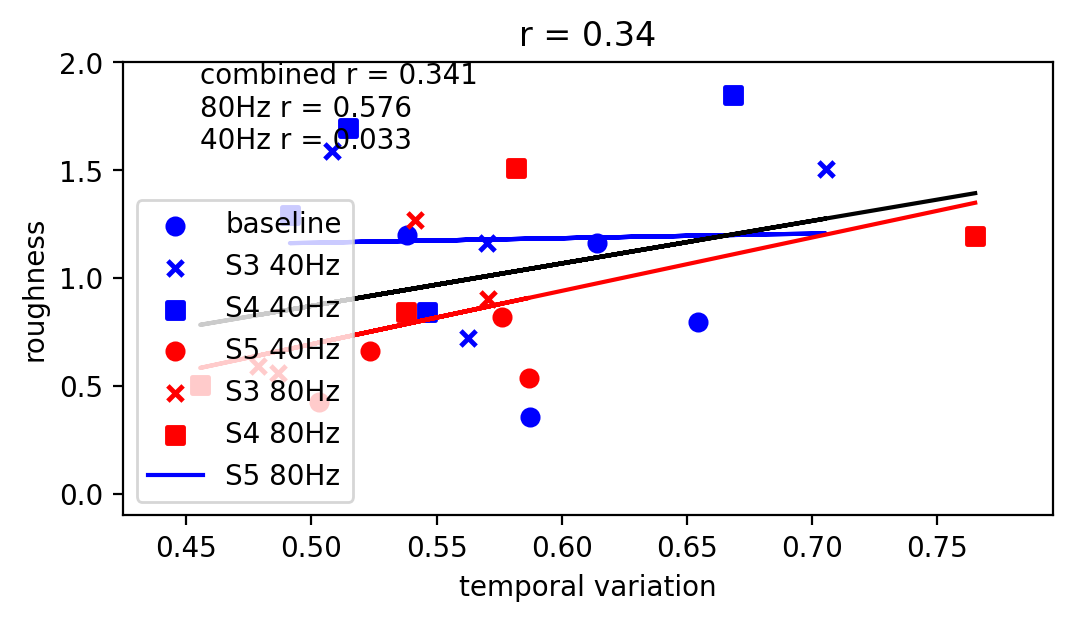 r = 0.34
combined r = 0.341
80Hz r = 0.576
40Hz r = 0.033
2.0
1.5
1.0
0.5
0.0
roughness
baseline
S3 40Hz
S4 40Hz
S5 40Hz
S3 80Hz
S4 80Hz
S5 80Hz
0.45 0.50 0.55 0.60 0.65 0.70 0.75
temporal variation